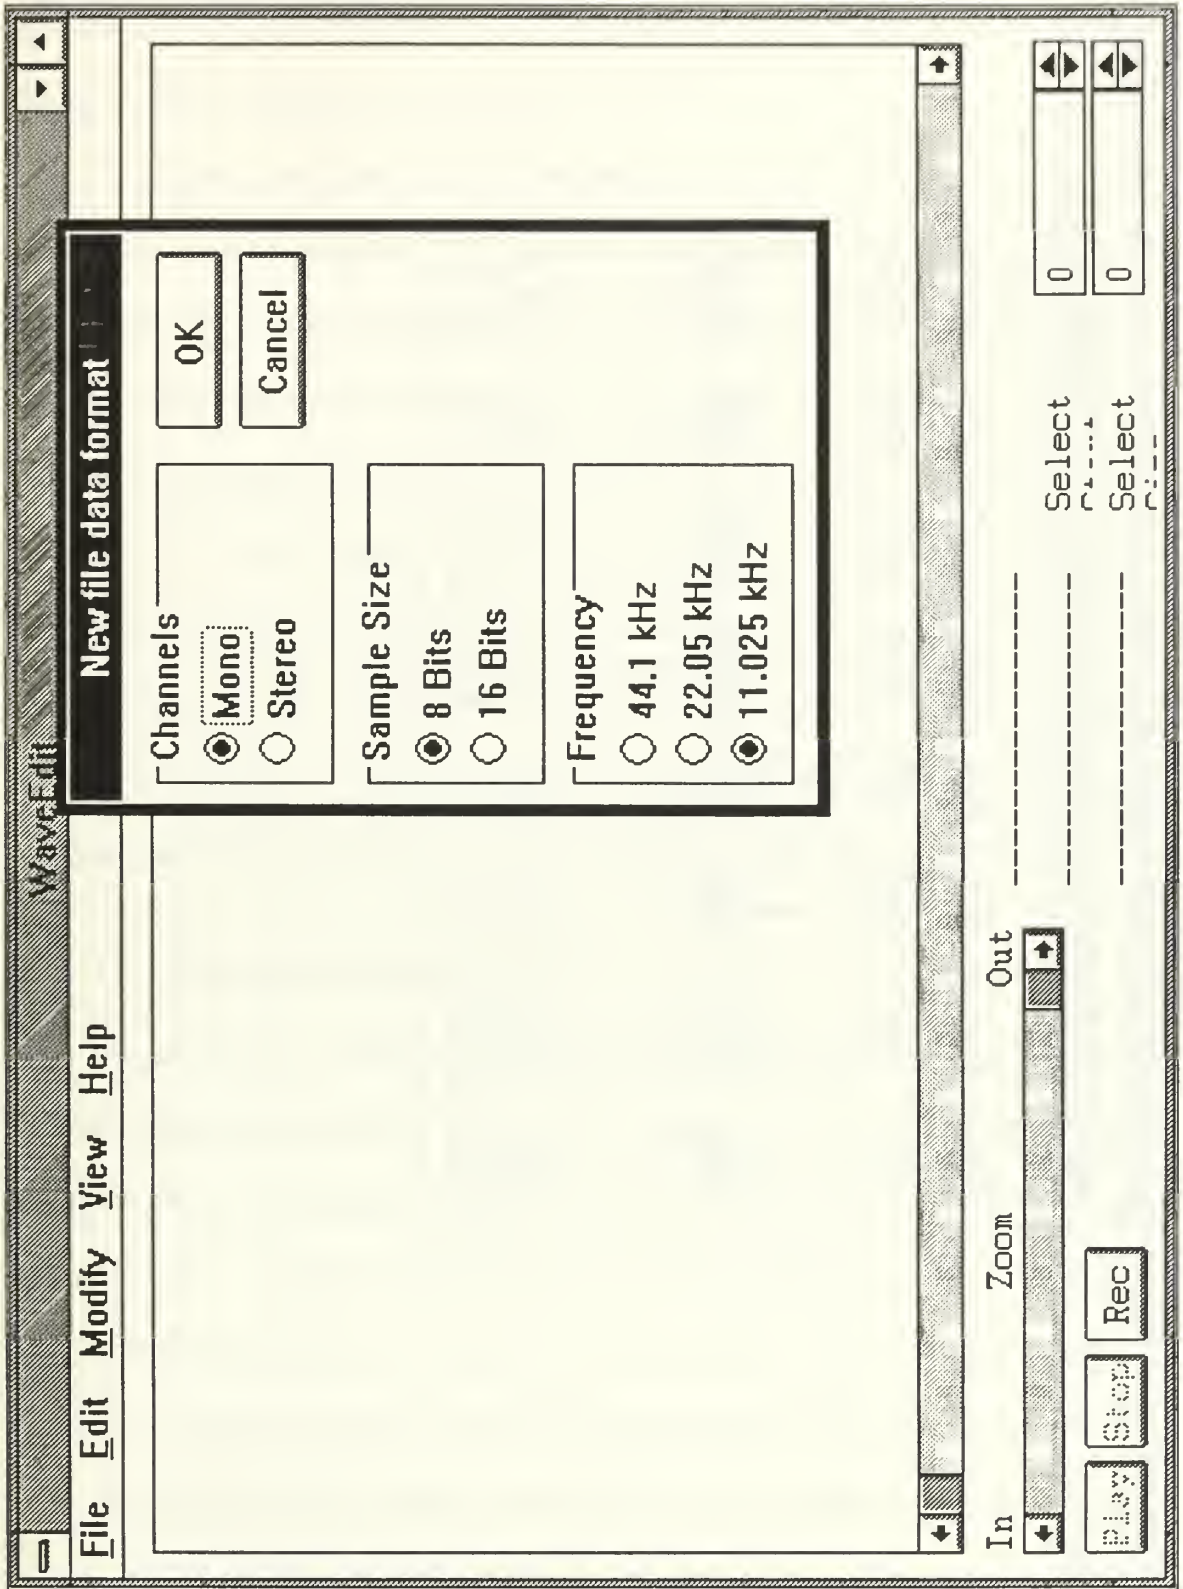 WaveEdit
File Edit Modify View Help
New file data format
Channels
Mono
Stereo
OK
Cancel
Sample Size
8 Bits
16 Bits
Frequency
44.1 kHz
22.05 kHz
11.025 kHz
In Zoom Out
Play Stop Rec
Select
0
Select
0